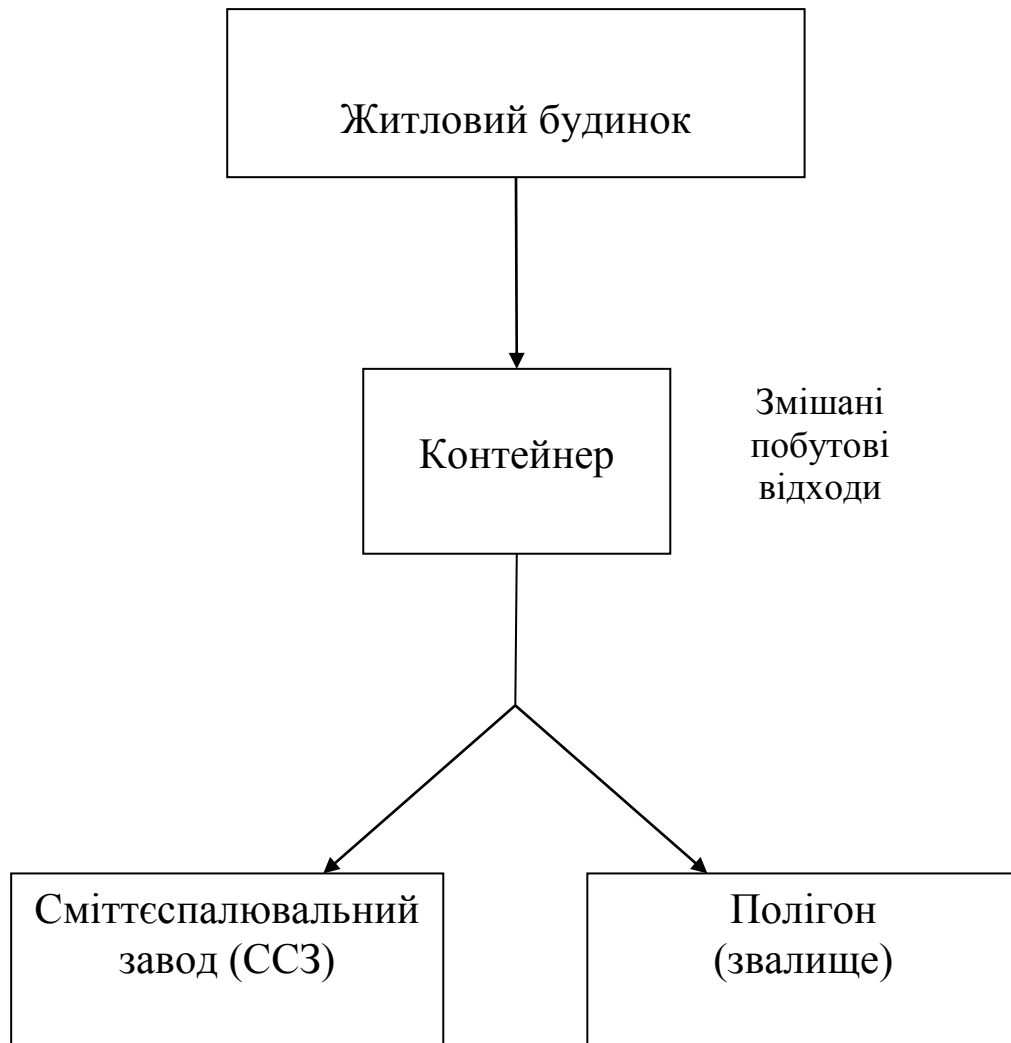 Житловий будинок
Контейнер
Змішані
побутові
відходи
Сміттєспалювальний
завод (ССЗ)
Полігон
(звалище)